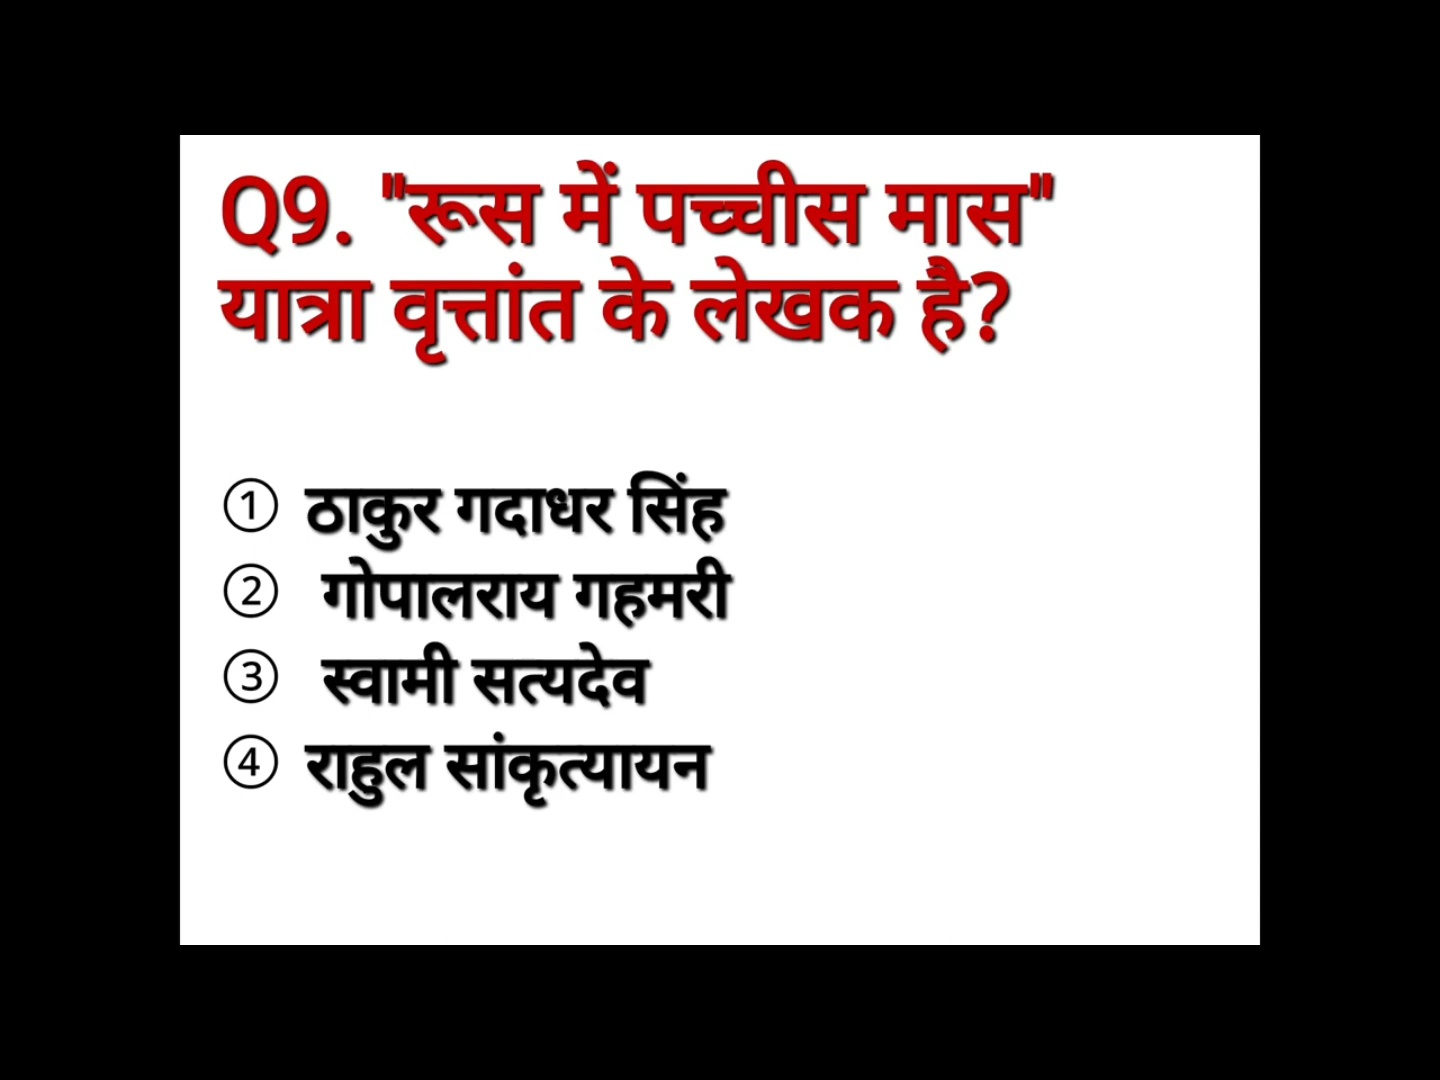 Q9. "रूस में पच्चीस मास"
यात्रा वृत्तांत के लेखक है?
① ठाकुर गदाधर सिंह
② गोपालराय गहमरी
③ स्वामी सत्यदेव
④ राहुल सांकृत्यायन